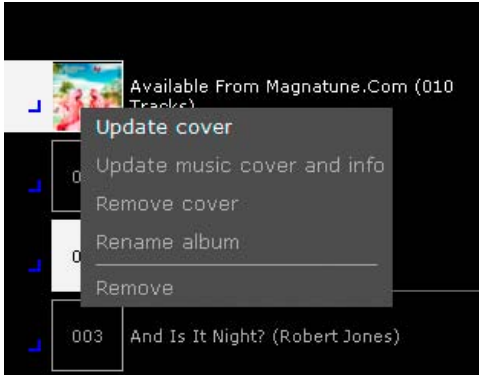 Available From Magnatune.Com (010
Tracks)
Update cover
Update music cover and info
Remove cover
Rename album
Remove
003 And Is It Night? (Robert Jones)